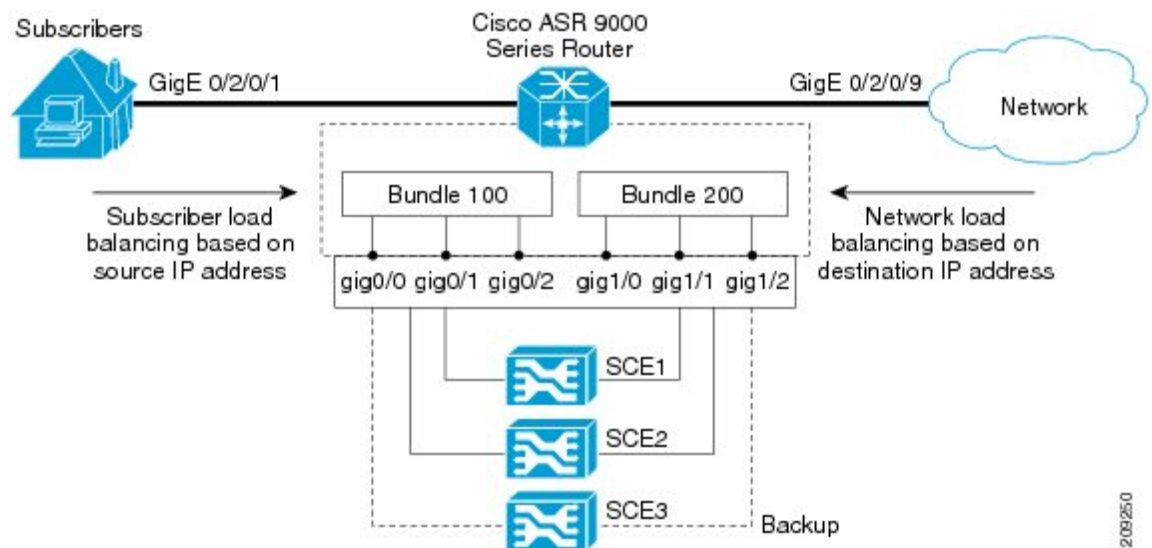 Subscribers
Cisco ASR 9000
Series Router
GigE 0/2/0/1
GigE 0/2/0/9
Network
Bundle 100
Bundle 200
Subscriber load
balancing based on
source IP address
Network load
balancing based on
destination IP address
gig0/0 gig0/1 gig0/2 gig1/0 gig1/1 gig1/2
SCE1
SCE2
SCE3
Backup
209250